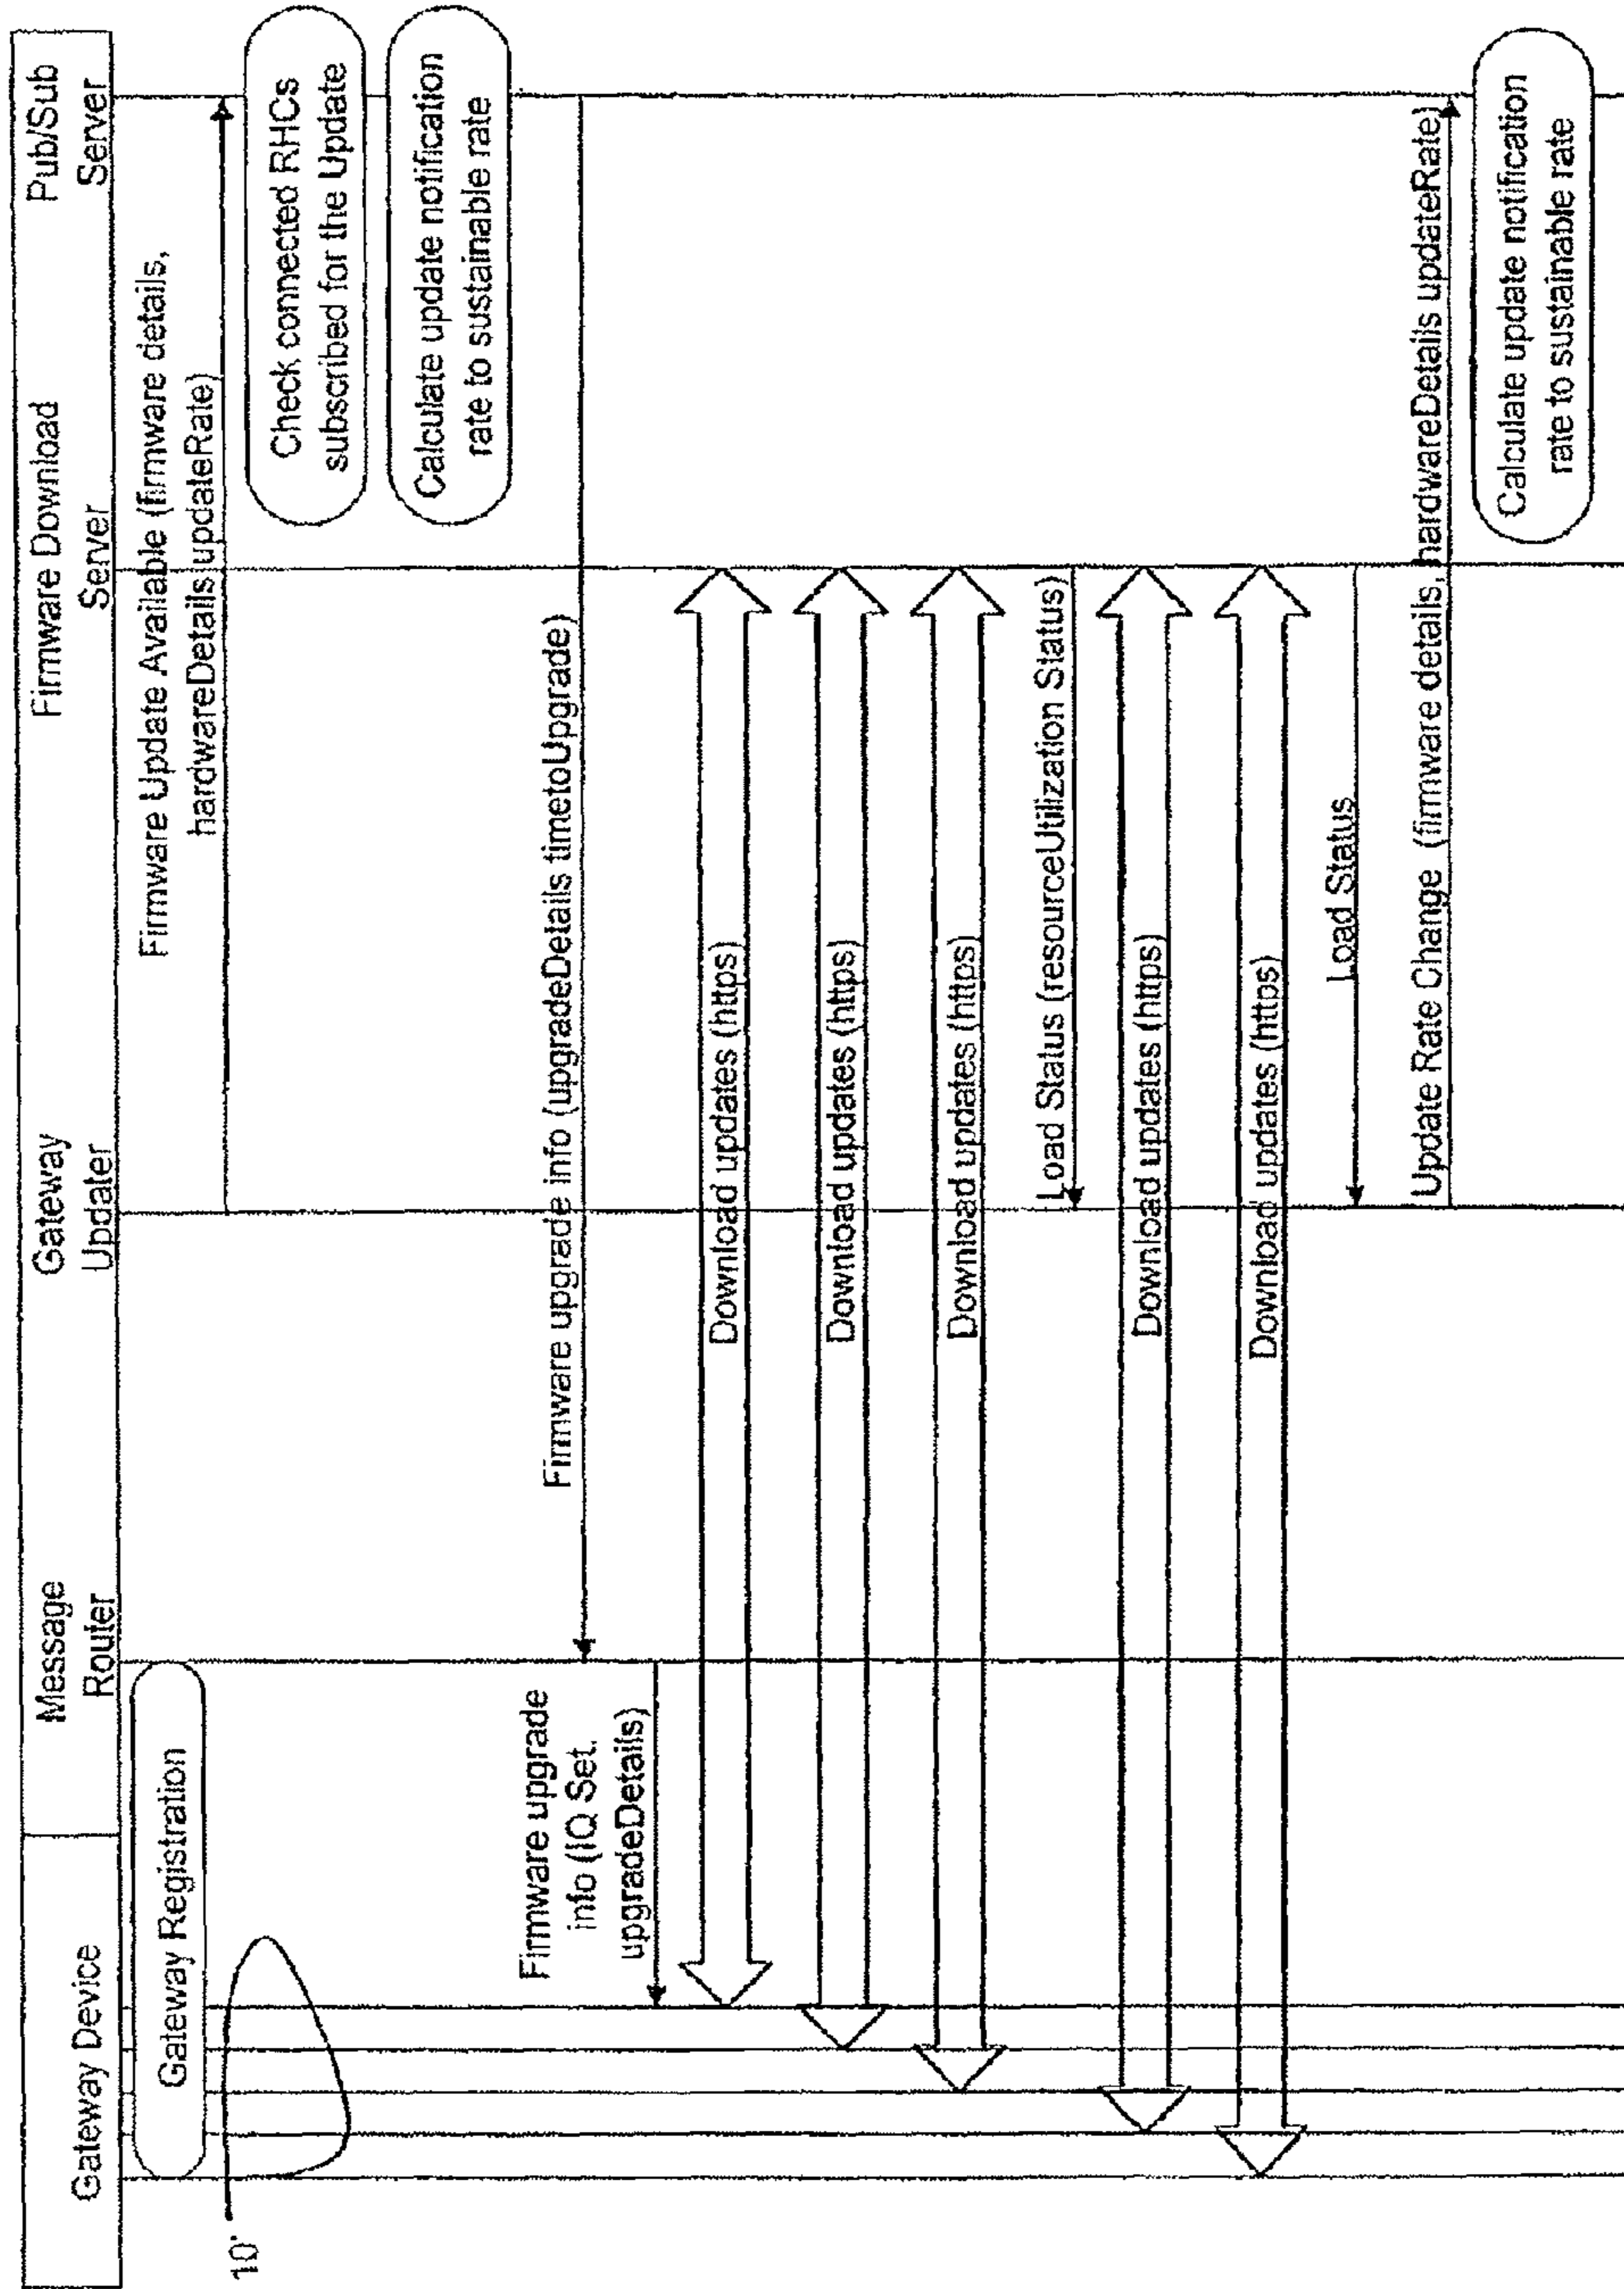 Gateway Device
Message
Router
Gateway
Updater
Firmware Download
Server
Pub/Sub
Server
Gateway Registration
10'
Firmware Update Available (firmware details,
hardwareDetails updateRate)
Check connected RHCs
subscribed for the Update
Calculate update notification
rate to sustainable rate
Firmware upgrade info (upgradeDetails timetoUpgrade)
Firmware upgrade
info (IQ Set.
upgradeDetails)
Download updates (https)
Download updates (https)
Download updates (https)
Load Status (resourceUtilization Status)
Download updates (https)
Download updates (https)
Load Status
Update Rate Change (firmware details, hardwareDetails updateRate)
Calculate update notification
rate to sustainable rate